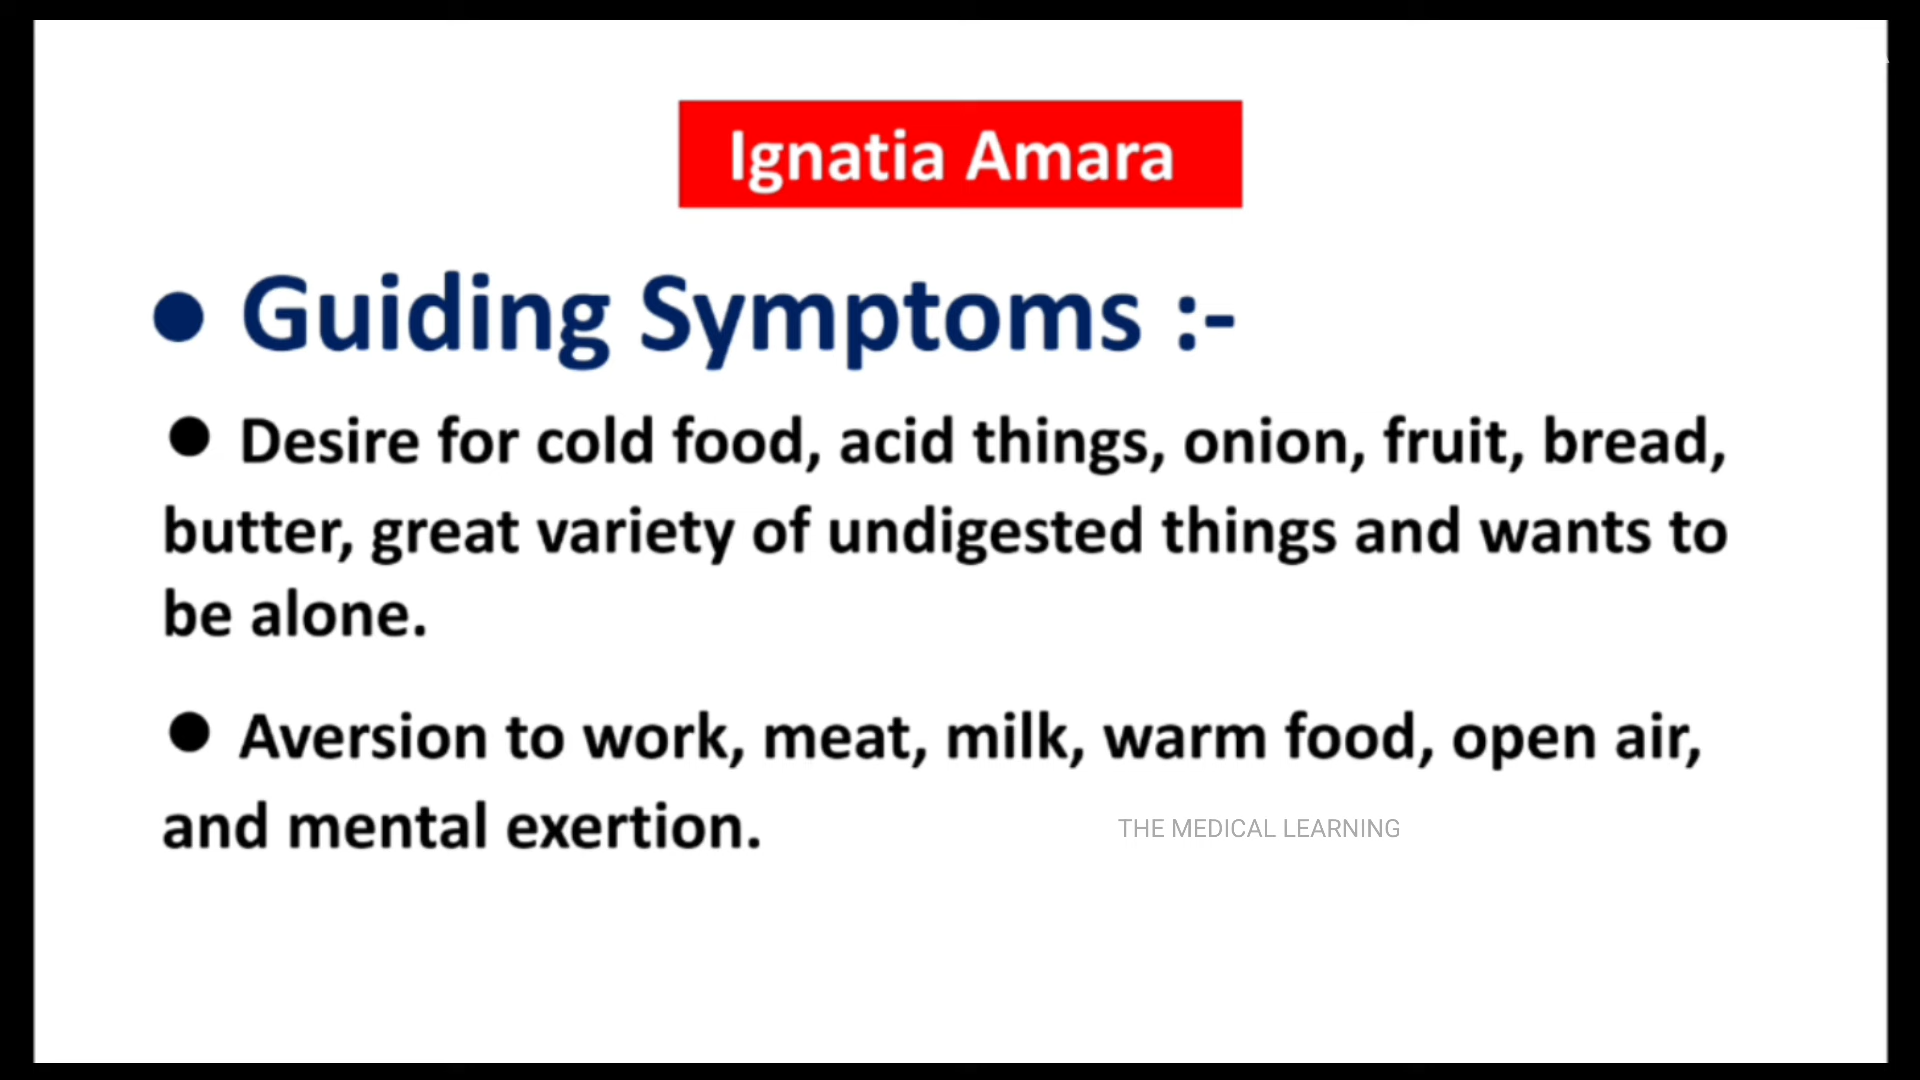 Ignatia Amara
● Guiding Symptoms :-
● Desire for cold food, acid things, onion, fruit, bread,
butter, great variety of undigested things and wants to
be alone.
● Aversion to work, meat, milk, warm food, open air,
and mental exertion.
THE MEDICAL LEARNING